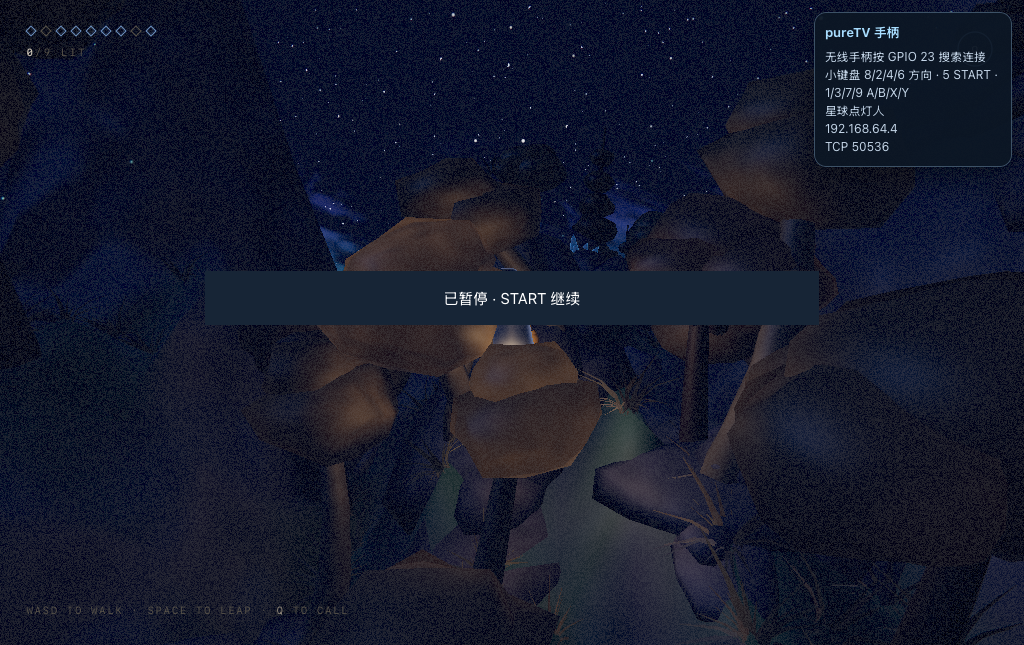 0/9 LIT
pureTV 手柄
无线手柄按 GPIO 23 搜索连接
小键盘 8/2/4/6 方向 · 5 START ·
1/3/7/9 A/B/X/Y
星球点灯人
192.168.64.4
TCP 50536
已暂停 · START 继续
WASD TO WALK · SPACE TO LEAP · Q TO CALL